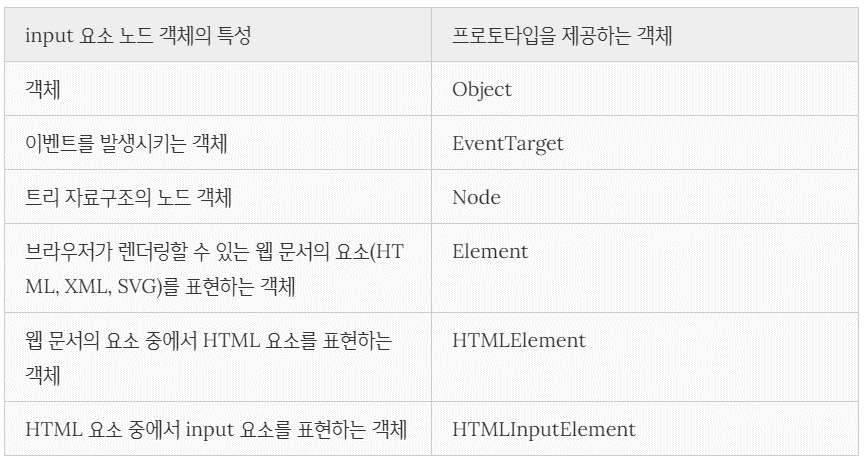 input 요소 노드 객체의 특성
프로토타입을 제공하는 객체
객체
Object
이벤트를 발생시키는 객체
EventTarget
트리 자료구조의 노드 객체
Node
브라우저가 렌더링할 수 있는 웹 문서의 요소(HT
ML, XML, SVG)를 표현하는 객체
Element
웹 문서의 요소 중에서 HTML 요소를 표현하는
객체
HTMLElement
HTML 요소 중에서 input 요소를 표현하는 객체
HTMLInputElement